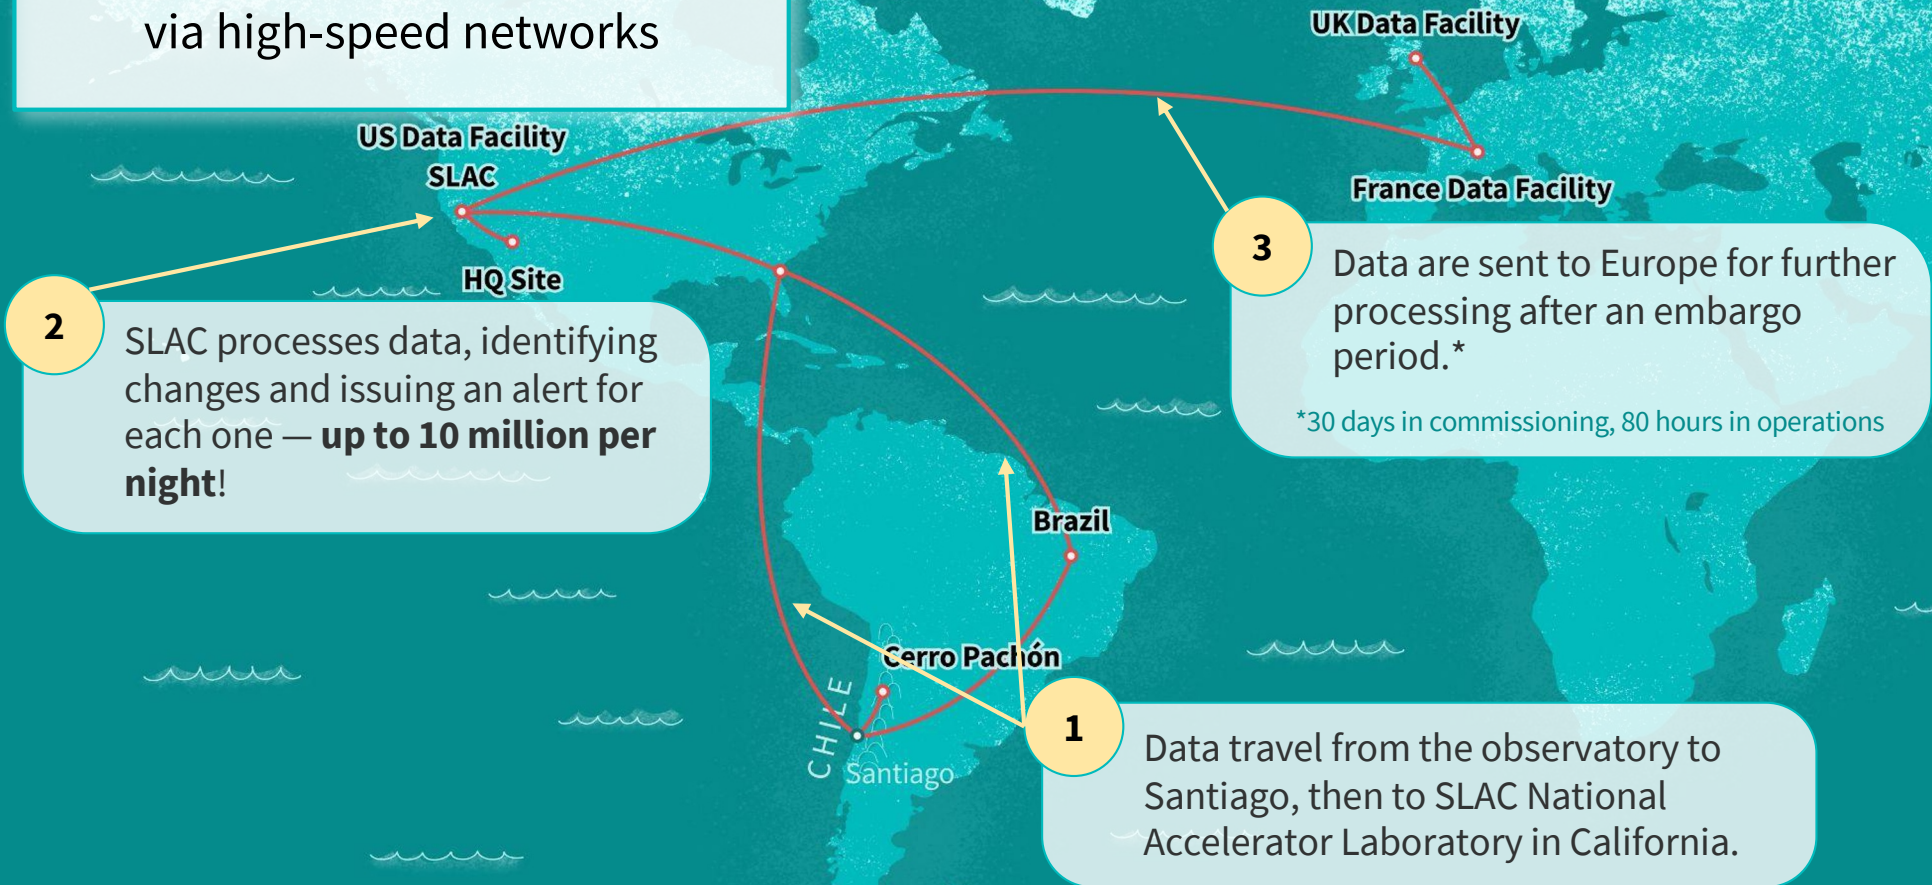 via high-speed networks
UK Data Facility
US Data Facility
SLAC
France Data Facility
HQ Site
3
Data are sent to Europe for further
processing after an embargo
period.*
*30 days in commissioning, 80 hours in operations
2
SLAC processes data, identifying
changes and issuing an alert for
each one — up to 10 million per
night!
Brazil
Cerro Pachón
CHILE
Santiago
1
Data travel from the observatory to
Santiago, then to SLAC National
Accelerator Laboratory in California.